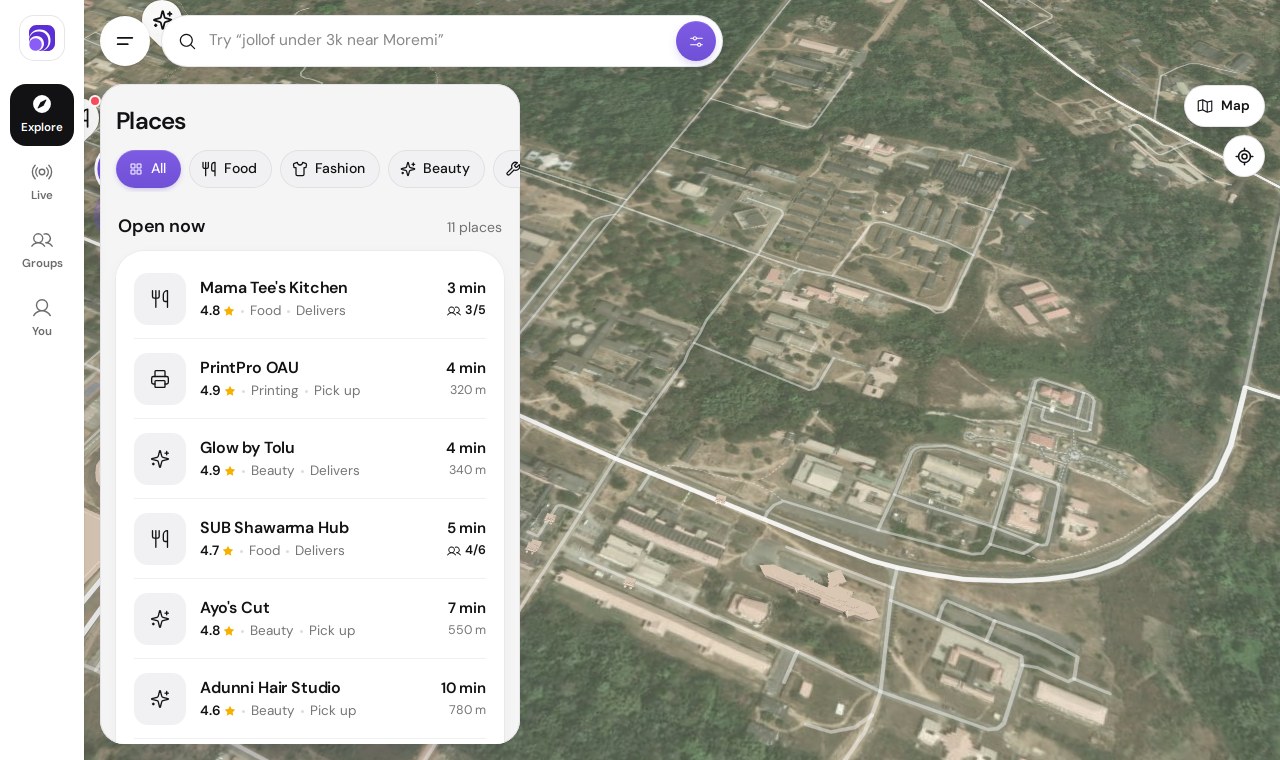 Try “jollof under 3k near Moremi”
Explore
Live
Groups
You
Map
Places
All
Food
Fashion
Beauty
Open now
11 places
Mama Tee's Kitchen
3 min
4.8 • Food • Delivers
3/5
PrintPro OAU
4 min
4.9 • Printing • Pick up
320 m
Glow by Tolu
4 min
4.9 • Beauty • Delivers
340 m
SUB Shawarma Hub
5 min
4.7 • Food • Delivers
4/6
Ayo's Cut
7 min
4.8 • Beauty • Pick up
550 m
Adunni Hair Studio
10 min
4.6 • Beauty • Pick up
780 m